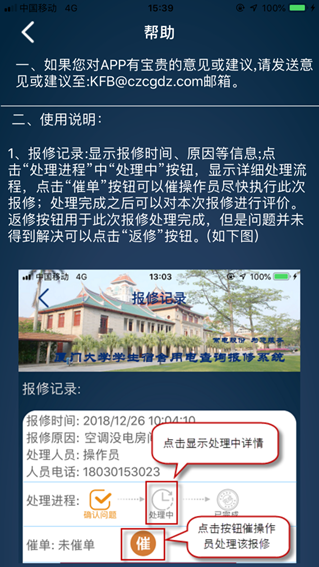 中国移动 4G 15:39 100%
帮助
一、如果您对APP有宝贵的意见或建议,请发送意
见或建议至:KFB@czcgdz.com邮箱。
二、使用说明:
1、报修记录:显示报修时间、原因等信息;点
击“处理进程”中“处理中”按钮，显示详细处理流
程，点击“催单”按钮可以催操作员尽快执行此次
报修；处理完成之后可以对本次报修进行评价。
返修按钮用于此次报修处理完成，但是问题并未
得到解决可以点击“返修”按钮。(如下图)
中国移动 4G 13:03 100%
报修记录
厦门大学学生宿舍用电查询报修系统
报修记录:
报修时间: 2018/12/26 10:04:10
报修原因: 空调没电房间
处理人员: 操作员
人员电话: 18030153023
点击显示处理中详情
处理进程:
确认问题 处理中 已完成
催单: 未催单
催
点击按钮催操作
员处理该报修